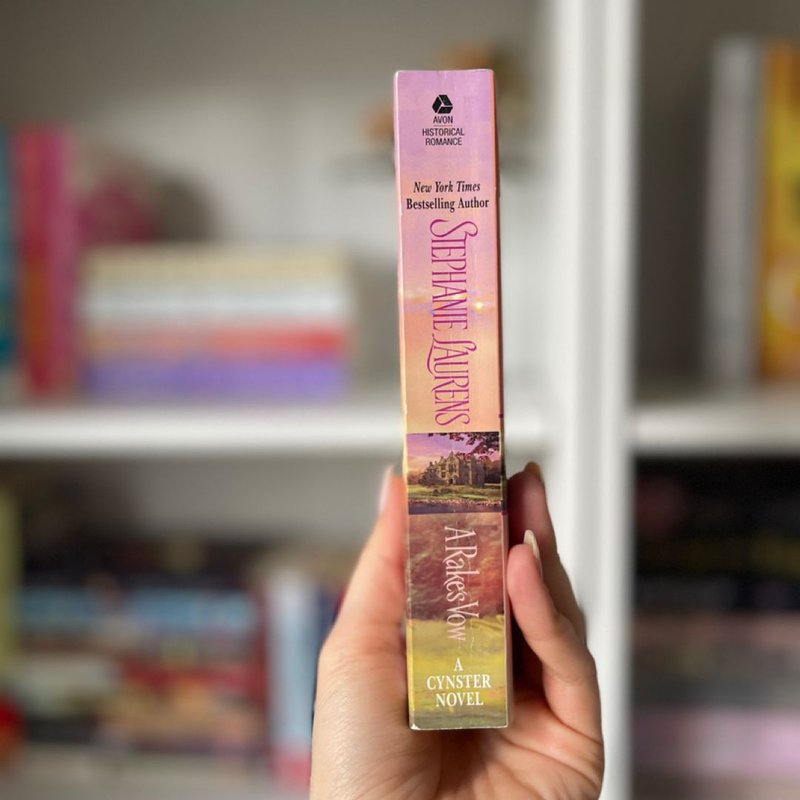 AVON
HISTORICAL
ROMANCE
New York Times
Bestselling Author
STEPHANIE LAURENS
A Rake's Vow
A
CYNSTER
NOVEL